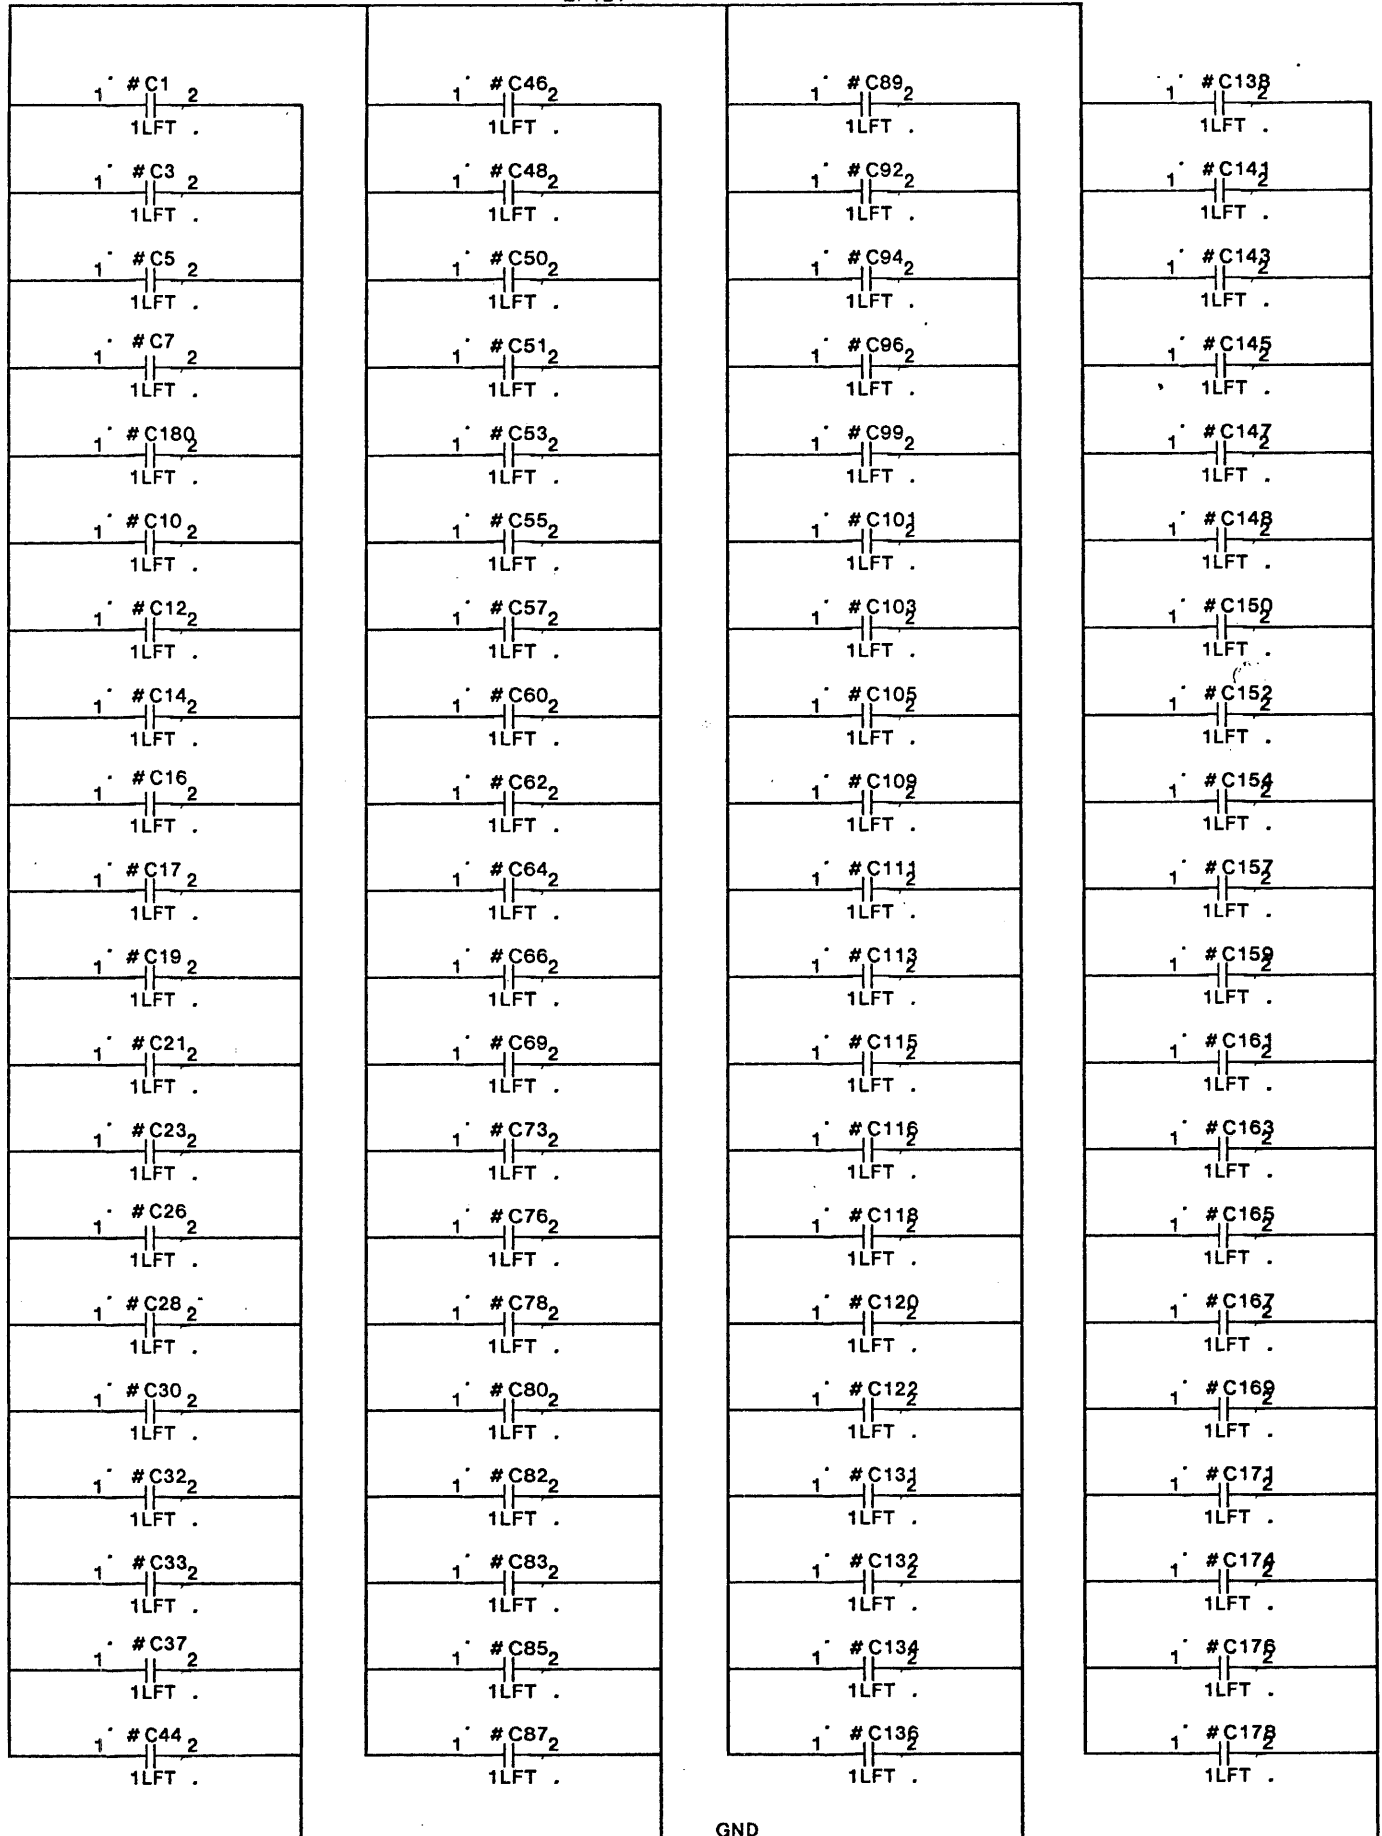 1 #C1 2 1 #C46 2 1 #C89 2 1 #C138 2
1LFT . 1LFT . 1LFT . 1LFT .
1 #C3 2 1 #C48 2 1 #C92 2 1 #C141 2
1LFT . 1LFT . 1LFT . 1LFT .
1 #C5 2 1 #C50 2 1 #C94 2 1 #C143 2
1LFT . 1LFT . 1LFT . 1LFT .
1 #C7 2 1 #C51 2 1 #C96 2 1 #C145 2
1LFT . 1LFT . 1LFT . 1LFT .
1 #C180 2 1 #C53 2 1 #C99 2 1 #C147 2
1LFT . 1LFT . 1LFT . 1LFT .
1 #C10 2 1 #C55 2 1 #C101 2 1 #C148 2
1LFT . 1LFT . 1LFT . 1LFT .
1 #C12 2 1 #C57 2 1 #C103 2 1 #C150 2
1LFT . 1LFT . 1LFT . 1LFT .
1 #C14 2 1 #C60 2 1 #C105 2 1 #C152 2
1LFT . 1LFT . 1LFT . 1LFT .
1 #C16 2 1 #C62 2 1 #C109 2 1 #C154 2
1LFT . 1LFT . 1LFT . 1LFT .
1 #C17 2 1 #C64 2 1 #C111 2 1 #C157 2
1LFT . 1LFT . 1LFT . 1LFT .
1 #C19 2 1 #C66 2 1 #C113 2 1 #C159 2
1LFT . 1LFT . 1LFT . 1LFT .
1 #C21 2 1 #C69 2 1 #C115 2 1 #C161 2
1LFT . 1LFT . 1LFT . 1LFT .
1 #C23 2 1 #C73 2 1 #C116 2 1 #C163 2
1LFT . 1LFT . 1LFT . 1LFT .
1 #C26 2 1 #C76 2 1 #C118 2 1 #C165 2
1LFT . 1LFT . 1LFT . 1LFT .
1 #C28 2 1 #C78 2 1 #C120 2 1 #C167 2
1LFT . 1LFT . 1LFT . 1LFT .
1 #C30 2 1 #C80 2 1 #C122 2 1 #C169 2
1LFT . 1LFT . 1LFT . 1LFT .
1 #C32 2 1 #C82 2 1 #C131 2 1 #C171 2
1LFT . 1LFT . 1LFT . 1LFT .
1 #C33 2 1 #C83 2 1 #C132 2 1 #C174 2
1LFT . 1LFT . 1LFT . 1LFT .
1 #C37 2 1 #C85 2 1 #C134 2 1 #C176 2
1LFT . 1LFT . 1LFT . 1LFT .
1 #C44 2 1 #C87 2 1 #C136 2 1 #C178 2
1LFT . 1LFT . 1LFT . 1LFT .
GND